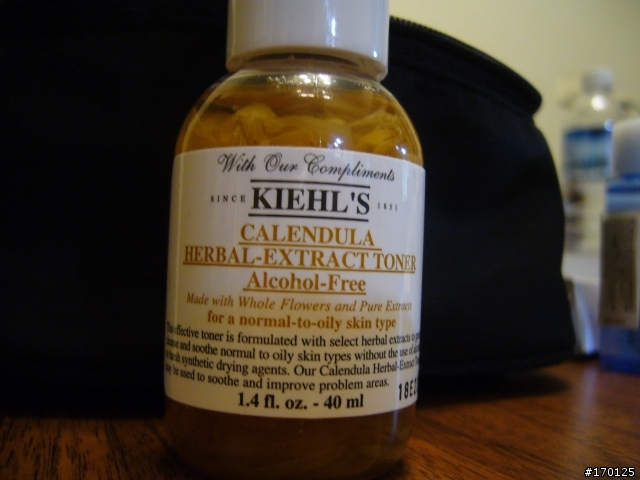 With Our Compliments
SINCE KIEHL'S 1851
CALENDULA
HERBAL-EXTRACT TONER
Alcohol-Free
Made with Whole Flowers and Pure Extracts
for a normal-to-oily skin type
effective toner is formulated with select herbal extracts to
and soothe normal to oily skin types without the use of
synthetic drying agents. Our Calendula Herbal-Extract
be used to soothe and improve problem areas.
1.4 fl. oz. - 40 ml
18E
#170125